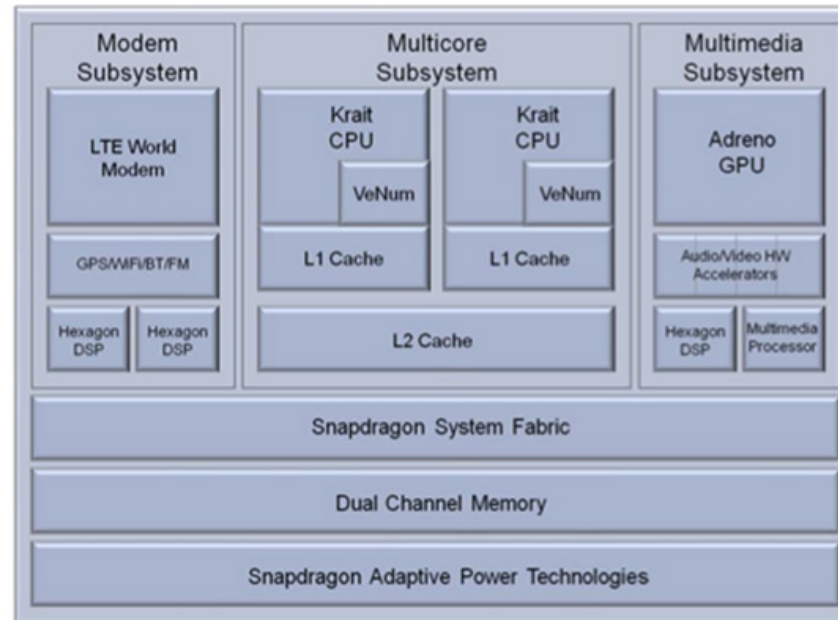 Modem
Subsystem
LTE World
Modem
GPS/WiFi/BT/FM
Hexagon
DSP
Hexagon
DSP
Multicore
Subsystem
Krait
CPU
VeNum
L1 Cache
Krait
CPU
VeNum
L1 Cache
L2 Cache
Multimedia
Subsystem
Adreno
GPU
Audio/Video HW
Accelerators
Hexagon
DSP
Multimedia
Processor
Snapdragon System Fabric
Dual Channel Memory
Snapdragon Adaptive Power Technologies